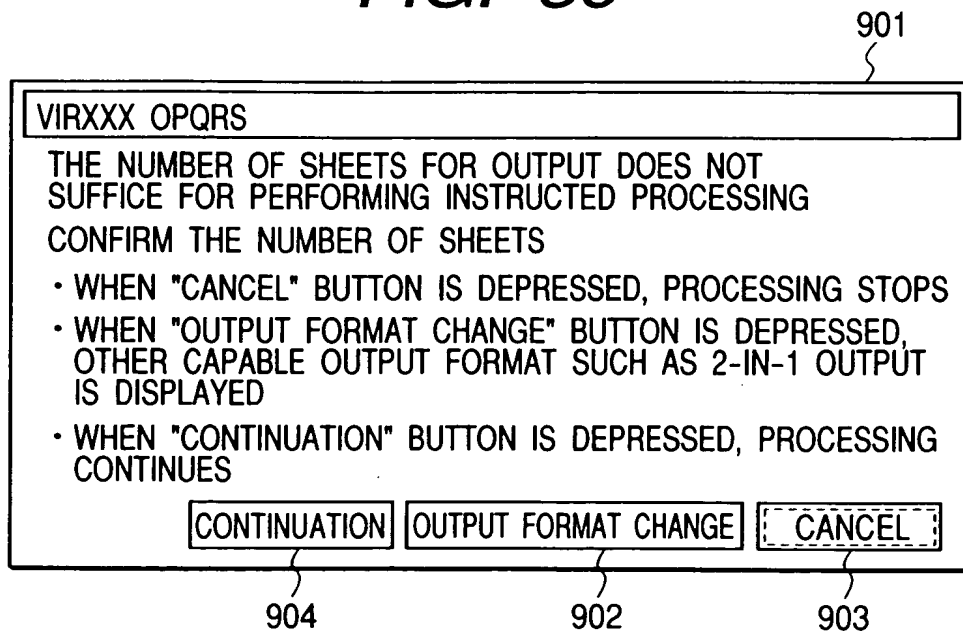 901
VIRXXX OPQRS
THE NUMBER OF SHEETS FOR OUTPUT DOES NOT
SUFFICE FOR PERFORMING INSTRUCTED PROCESSING
CONFIRM THE NUMBER OF SHEETS
· WHEN "CANCEL" BUTTON IS DEPRESSED, PROCESSING STOPS
· WHEN "OUTPUT FORMAT CHANGE" BUTTON IS DEPRESSED,
OTHER CAPABLE OUTPUT FORMAT SUCH AS 2-IN-1 OUTPUT
IS DISPLAYED
· WHEN "CONTINUATION" BUTTON IS DEPRESSED, PROCESSING
CONTINUES
CONTINUATION OUTPUT FORMAT CHANGE CANCEL
904 902 903